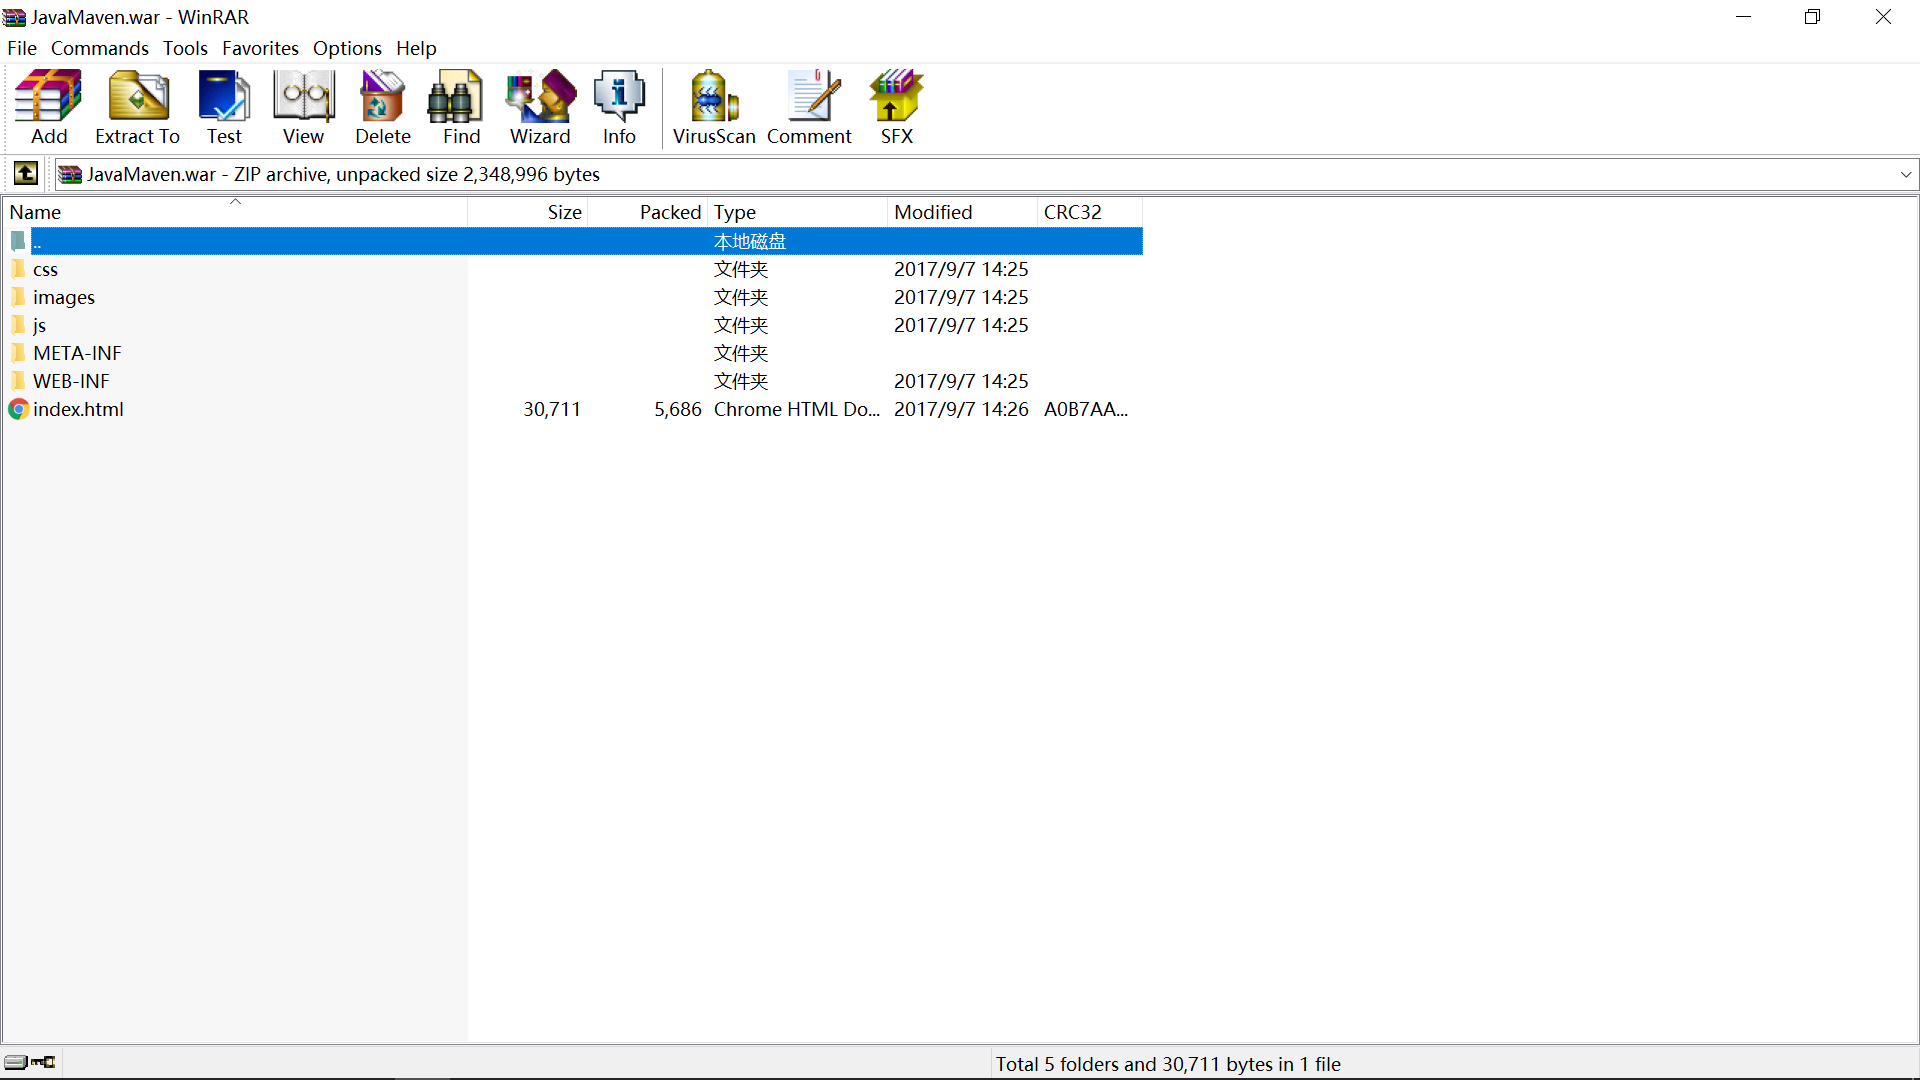 JavaMaven.war - WinRAR
File Commands Tools Favorites Options Help
Add Extract To Test View Delete Find Wizard Info VirusScan Comment SFX
JavaMaven.war - ZIP archive, unpacked size 2,348,996 bytes
Name Size Packed Type Modified CRC32
.. 本地磁盘
css 文件夹 2017/9/7 14:25
images 文件夹 2017/9/7 14:25
js 文件夹 2017/9/7 14:25
META-INF 文件夹
WEB-INF 文件夹 2017/9/7 14:25
index.html 30,711 5,686 Chrome HTML Do... 2017/9/7 14:26 A0B7AA...
Total 5 folders and 30,711 bytes in 1 file